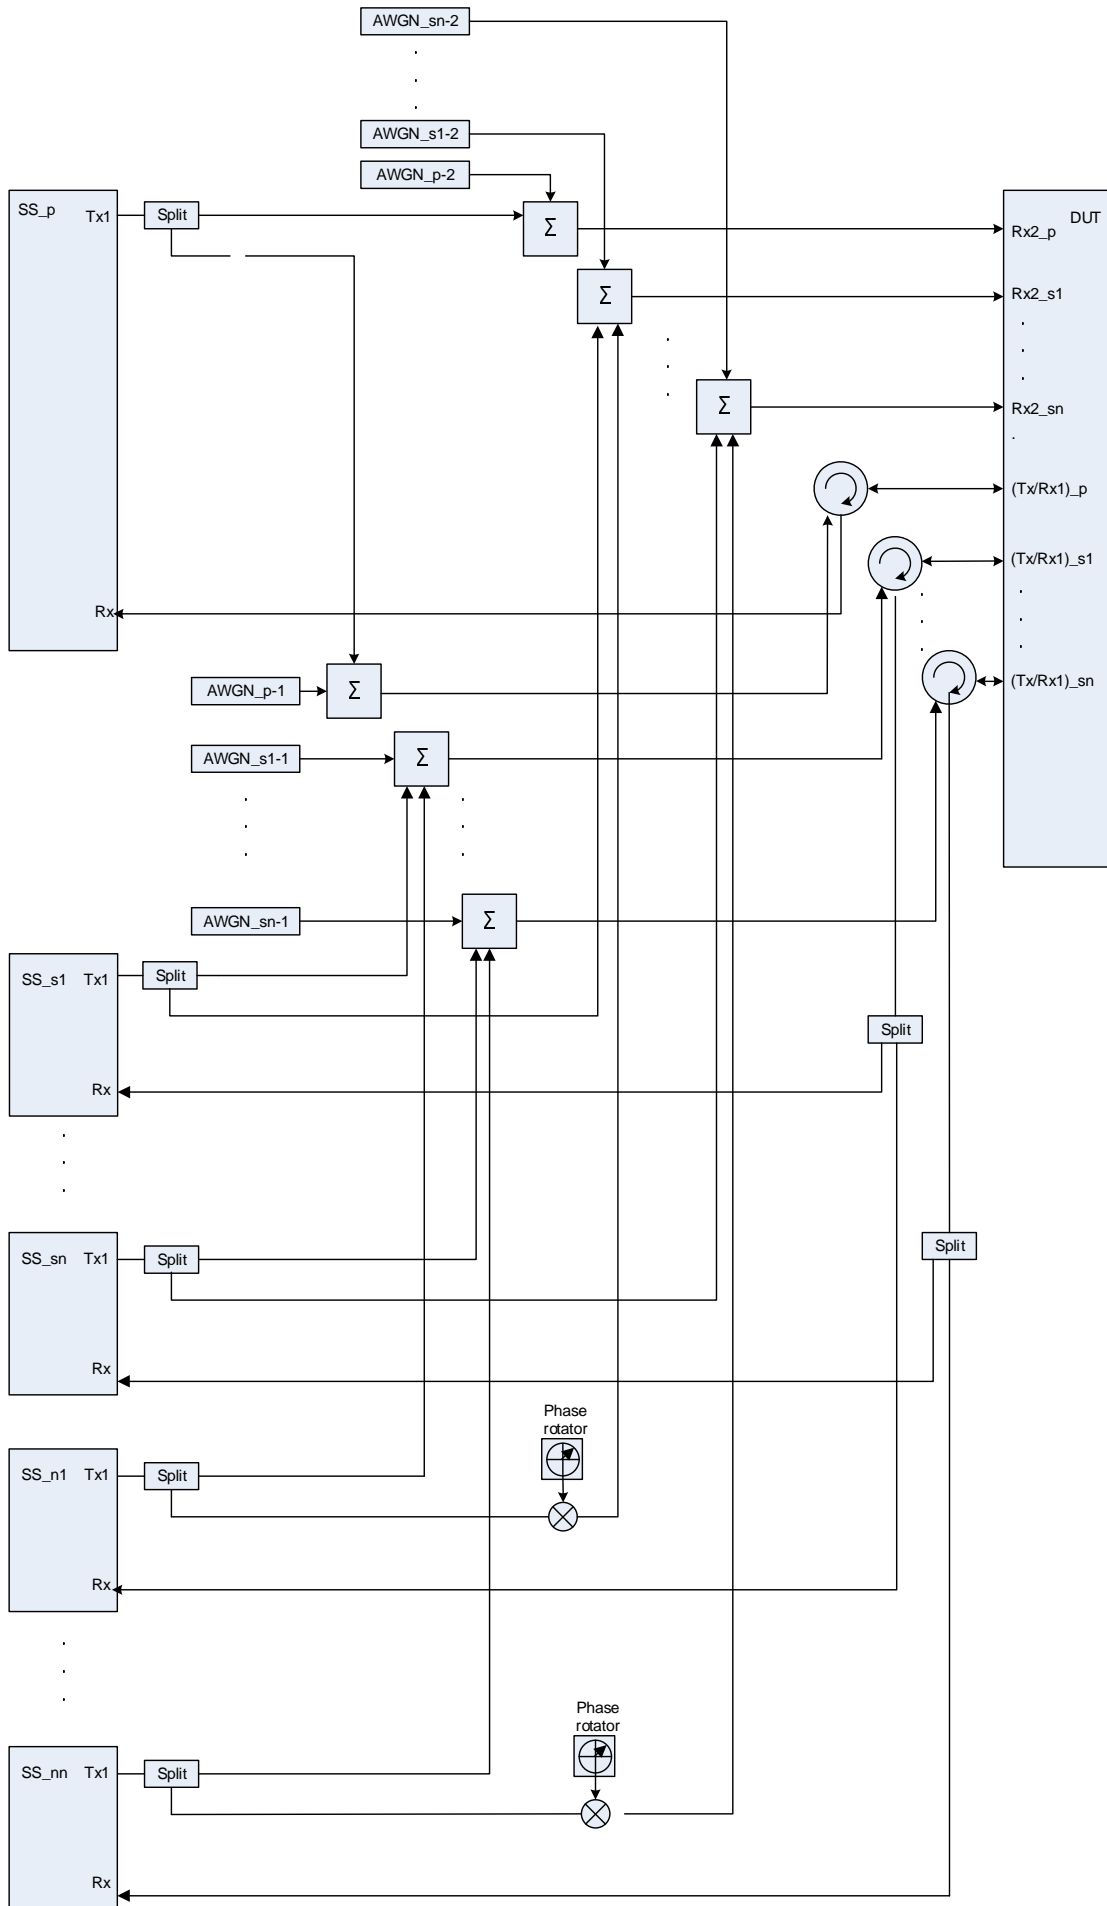 AWGN_sn-2
AWGN_s1-2
AWGN_p-2
SS_p
Tx1
Split
Σ
DUT
Rx2_p
Σ
Rx2_s1
Σ
Rx2_sn
(Tx/Rx1)_p
(Tx/Rx1)_s1
Rx
AWGN_p-1
Σ
(Tx/Rx1)_sn
AWGN_s1-1
Σ
AWGN_sn-1
Σ
SS_s1
Tx1
Split
Split
Rx
SS_sn
Tx1
Split
Split
Rx
Phase
rotator
SS_n1
Tx1
Split
Rx
Phase
rotator
SS_nn
Tx1
Split
Rx